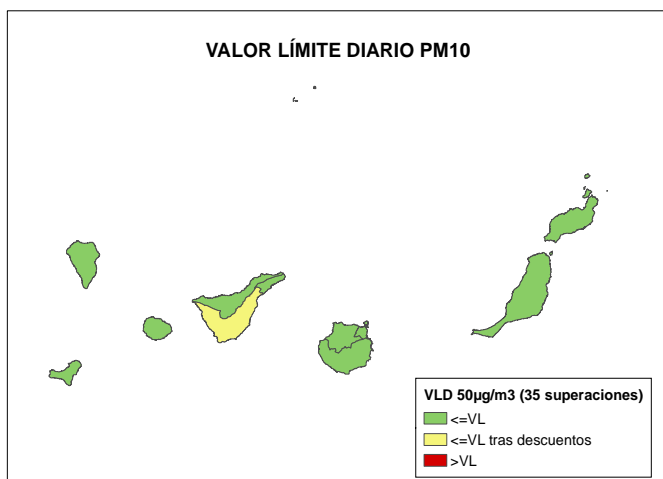 VALOR LÍMITE DIARIO PM10
VLD 50µg/m3 (35 superaciones)
<=VL
<=VL tras descuentos
>VL